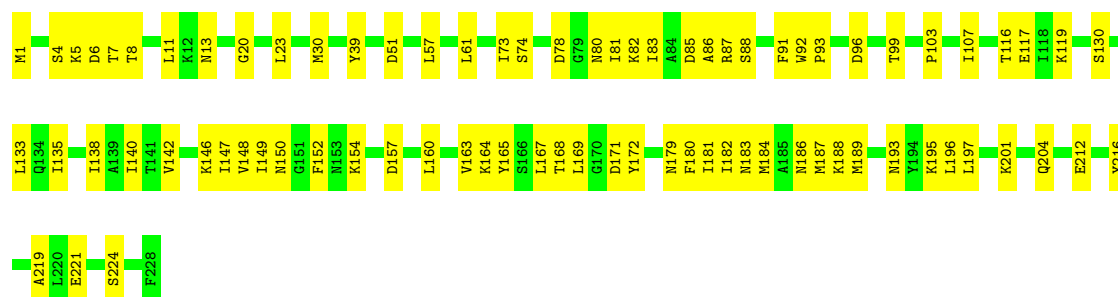 M1 S4 K5 D6 T7 T8 L11 K12 N13 G20 L23 M30 Y39 D51 L57 L61 I73 S74 D78 G79 N80 I81 K82 I83 A84 D85 A86 R87 S88 F91 W92 P93 D96 T99 P103 I107 T116 E117 I118 K119 S130
L133 Q134 I135 I138 A139 I140 T141 V142 K146 I147 V148 I149 N150 G151 F152 N153 K154 D157 L160 V163 K164 Y165 S166 L167 T168 L169 G170 D171 Y172 N179 F180 I181 I182 N183 M184 A185 N186 M187 K188 M189 N193 Y194 K195 L196 L197 K201 Q204 E212
A219 L220 E221 S224 F228